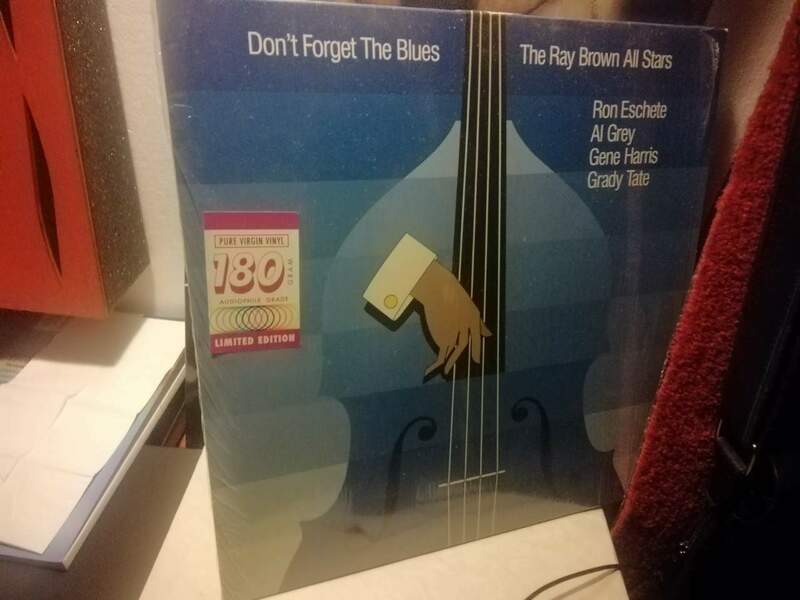 Don't Forget The Blues
The Ray Brown All Stars
Ron Eschete
Al Grey
Gene Harris
Grady Tate
PURE VIRGIN VINYL
180
GRAM
AUDIOPHILE GRADE
LIMITED EDITION